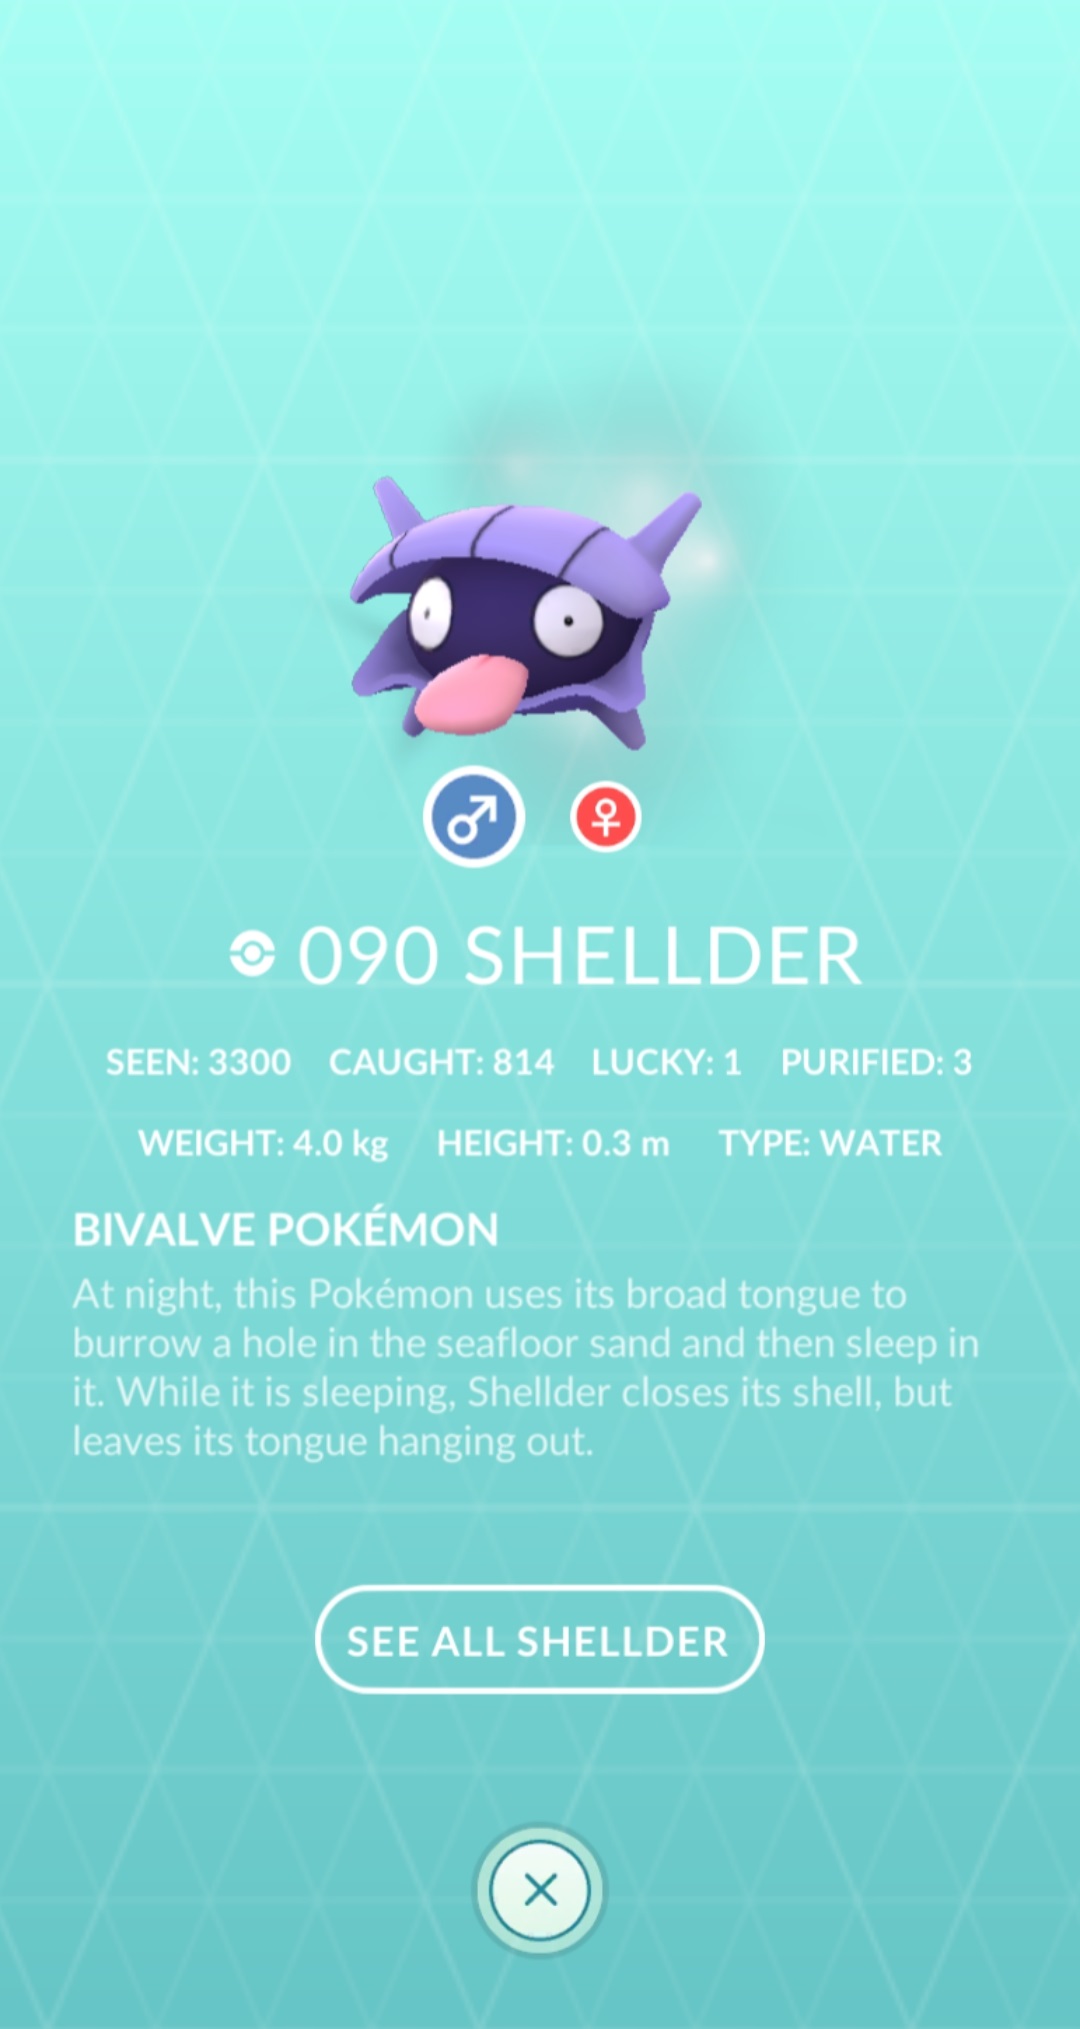 090 SHELLDER
SEEN: 3300 CAUGHT: 814 LUCKY: 1 PURIFIED: 3
WEIGHT: 4.0 kg HEIGHT: 0.3 m TYPE: WATER
BIVALVE POKÉMON
At night, this Pokémon uses its broad tongue to
burrow a hole in the seafloor sand and then sleep in
it. While it is sleeping, Shellder closes its shell, but
leaves its tongue hanging out.
SEE ALL SHELLDER